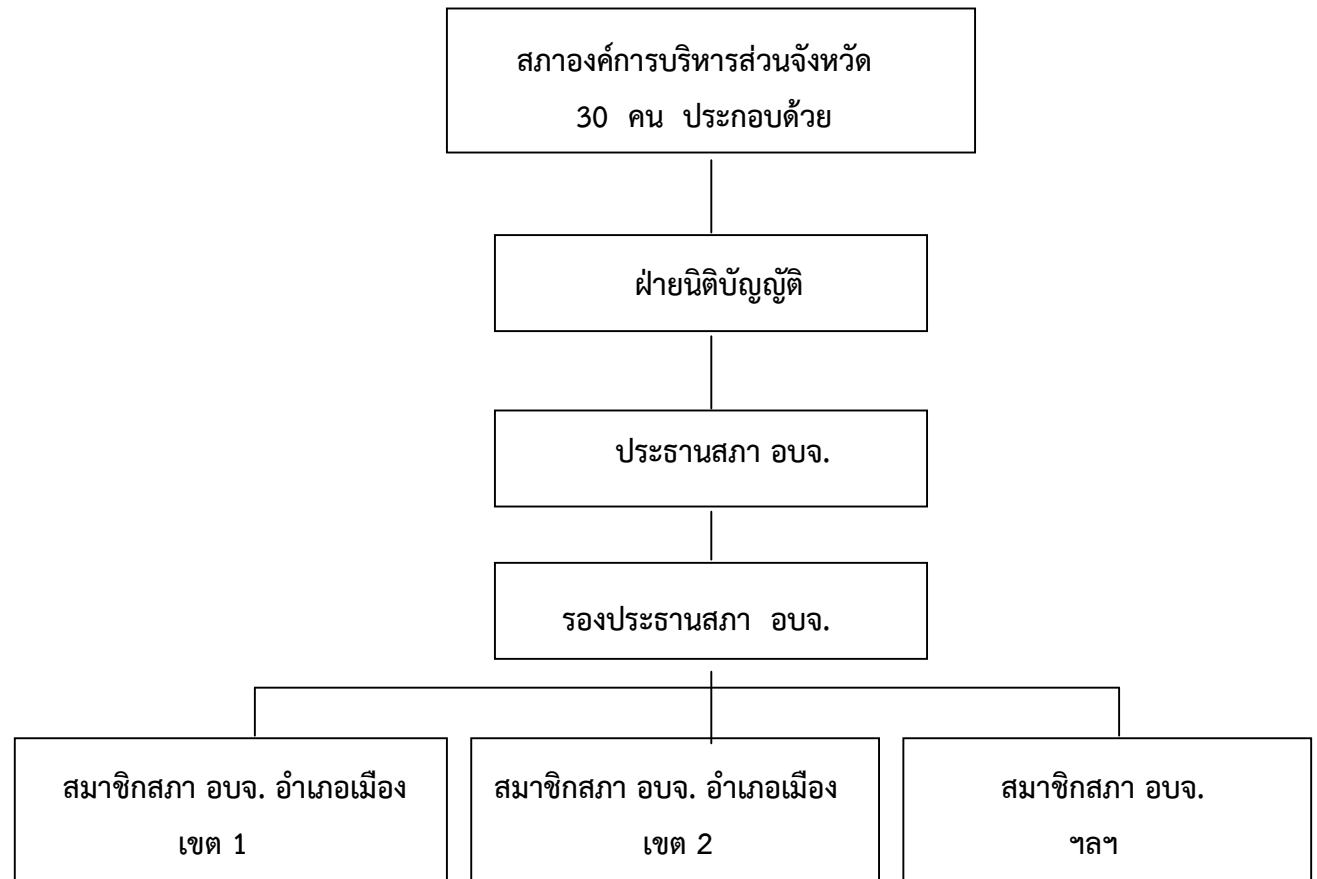 สภาองค์การบริหารส่วนจังหวัด
30 คน ประกอบด้วย
ฝ่ายนิติบัญญัติ
ประธานสภา อบจ.
รองประธานสภา อบจ.
สมาชิกสภา อบจ. อำเภอเมือง
เขต 1
สมาชิกสภา อบจ. อำเภอเมือง
เขต 2
สมาชิกสภา อบจ.
ฯลฯ